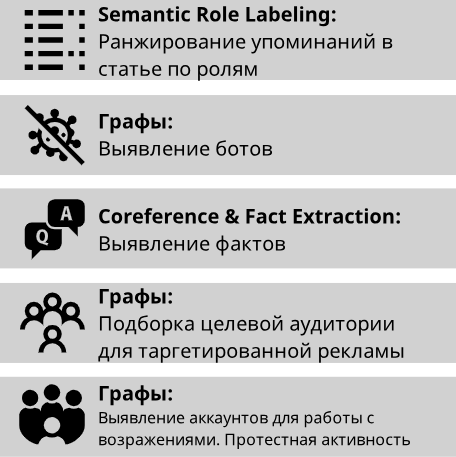 Semantic Role Labeling:
Ранжирование упоминаний в
статье по ролям
Графы:
Выявление ботов
A
Q
Coreference & Fact Extraction:
Выявление фактов
Графы:
Подборка целевой аудитории
для таргетированной рекламы
Графы:
Выявление аккаунтов для работы с
возражениями. Протестная активность